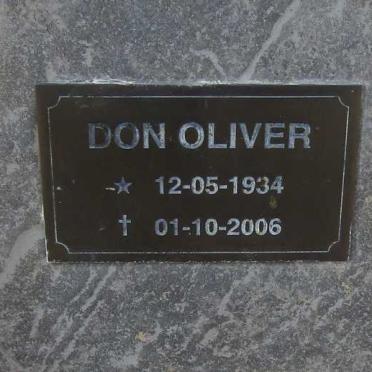 DON OLIVER
★ 12-05-1934
† 01-10-2006